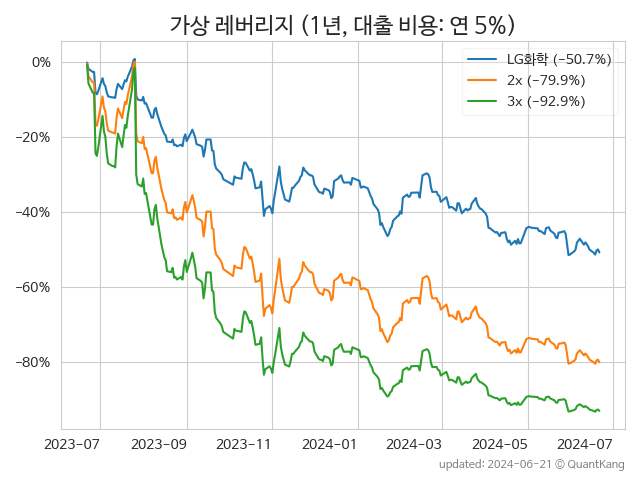 가상 레버리지 (1년, 대출 비용: 연 5%)
LG화학 (−50.7%)
2x (−79.9%)
3x (−92.9%)
0%
−20%
−40%
−60%
−80%
2023-07 2023-09 2023-11 2024-01 2024-03 2024-05 2024-07
updated: 2024-06-21 © QuantKang